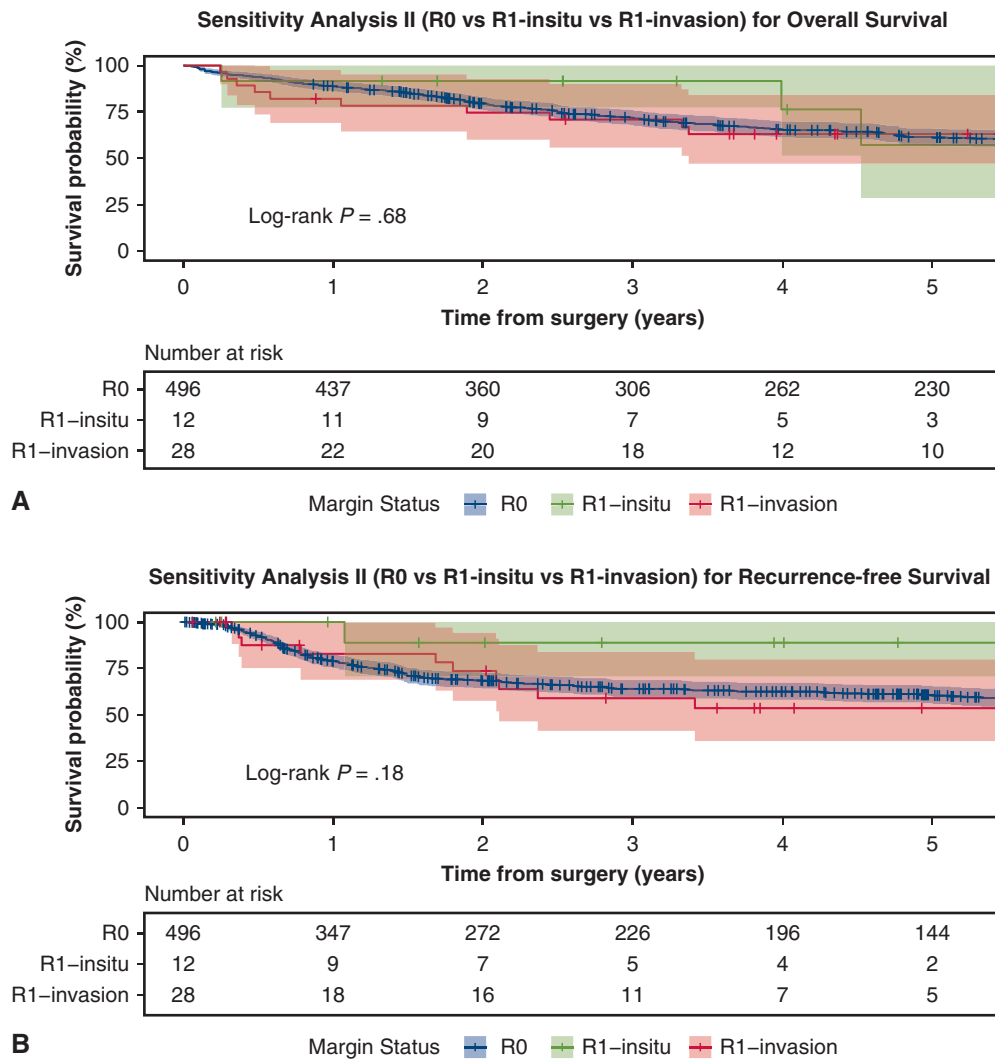 Sensitivity Analysis II (R0 vs R1-insitu vs R1-invasion) for Overall Survival
Survival probability (%)
100
75
50
25
0
Log-rank P = .68
0 1 2 3 4 5
Time from surgery (years)
Number at risk
R0 496 437 360 306 262 230
R1–insitu 12 11 9 7 5 3
R1–invasion 28 22 20 18 12 10
A
Margin Status R0 R1–insitu R1–invasion
Sensitivity Analysis II (R0 vs R1-insitu vs R1-invasion) for Recurrence-free Survival
Survival probability (%)
100
75
50
25
0
Log-rank P = .18
0 1 2 3 4 5
Time from surgery (years)
Number at risk
R0 496 347 272 226 196 144
R1–insitu 12 9 7 5 4 2
R1–invasion 28 18 16 11 7 5
B
Margin Status R0 R1–insitu R1–invasion